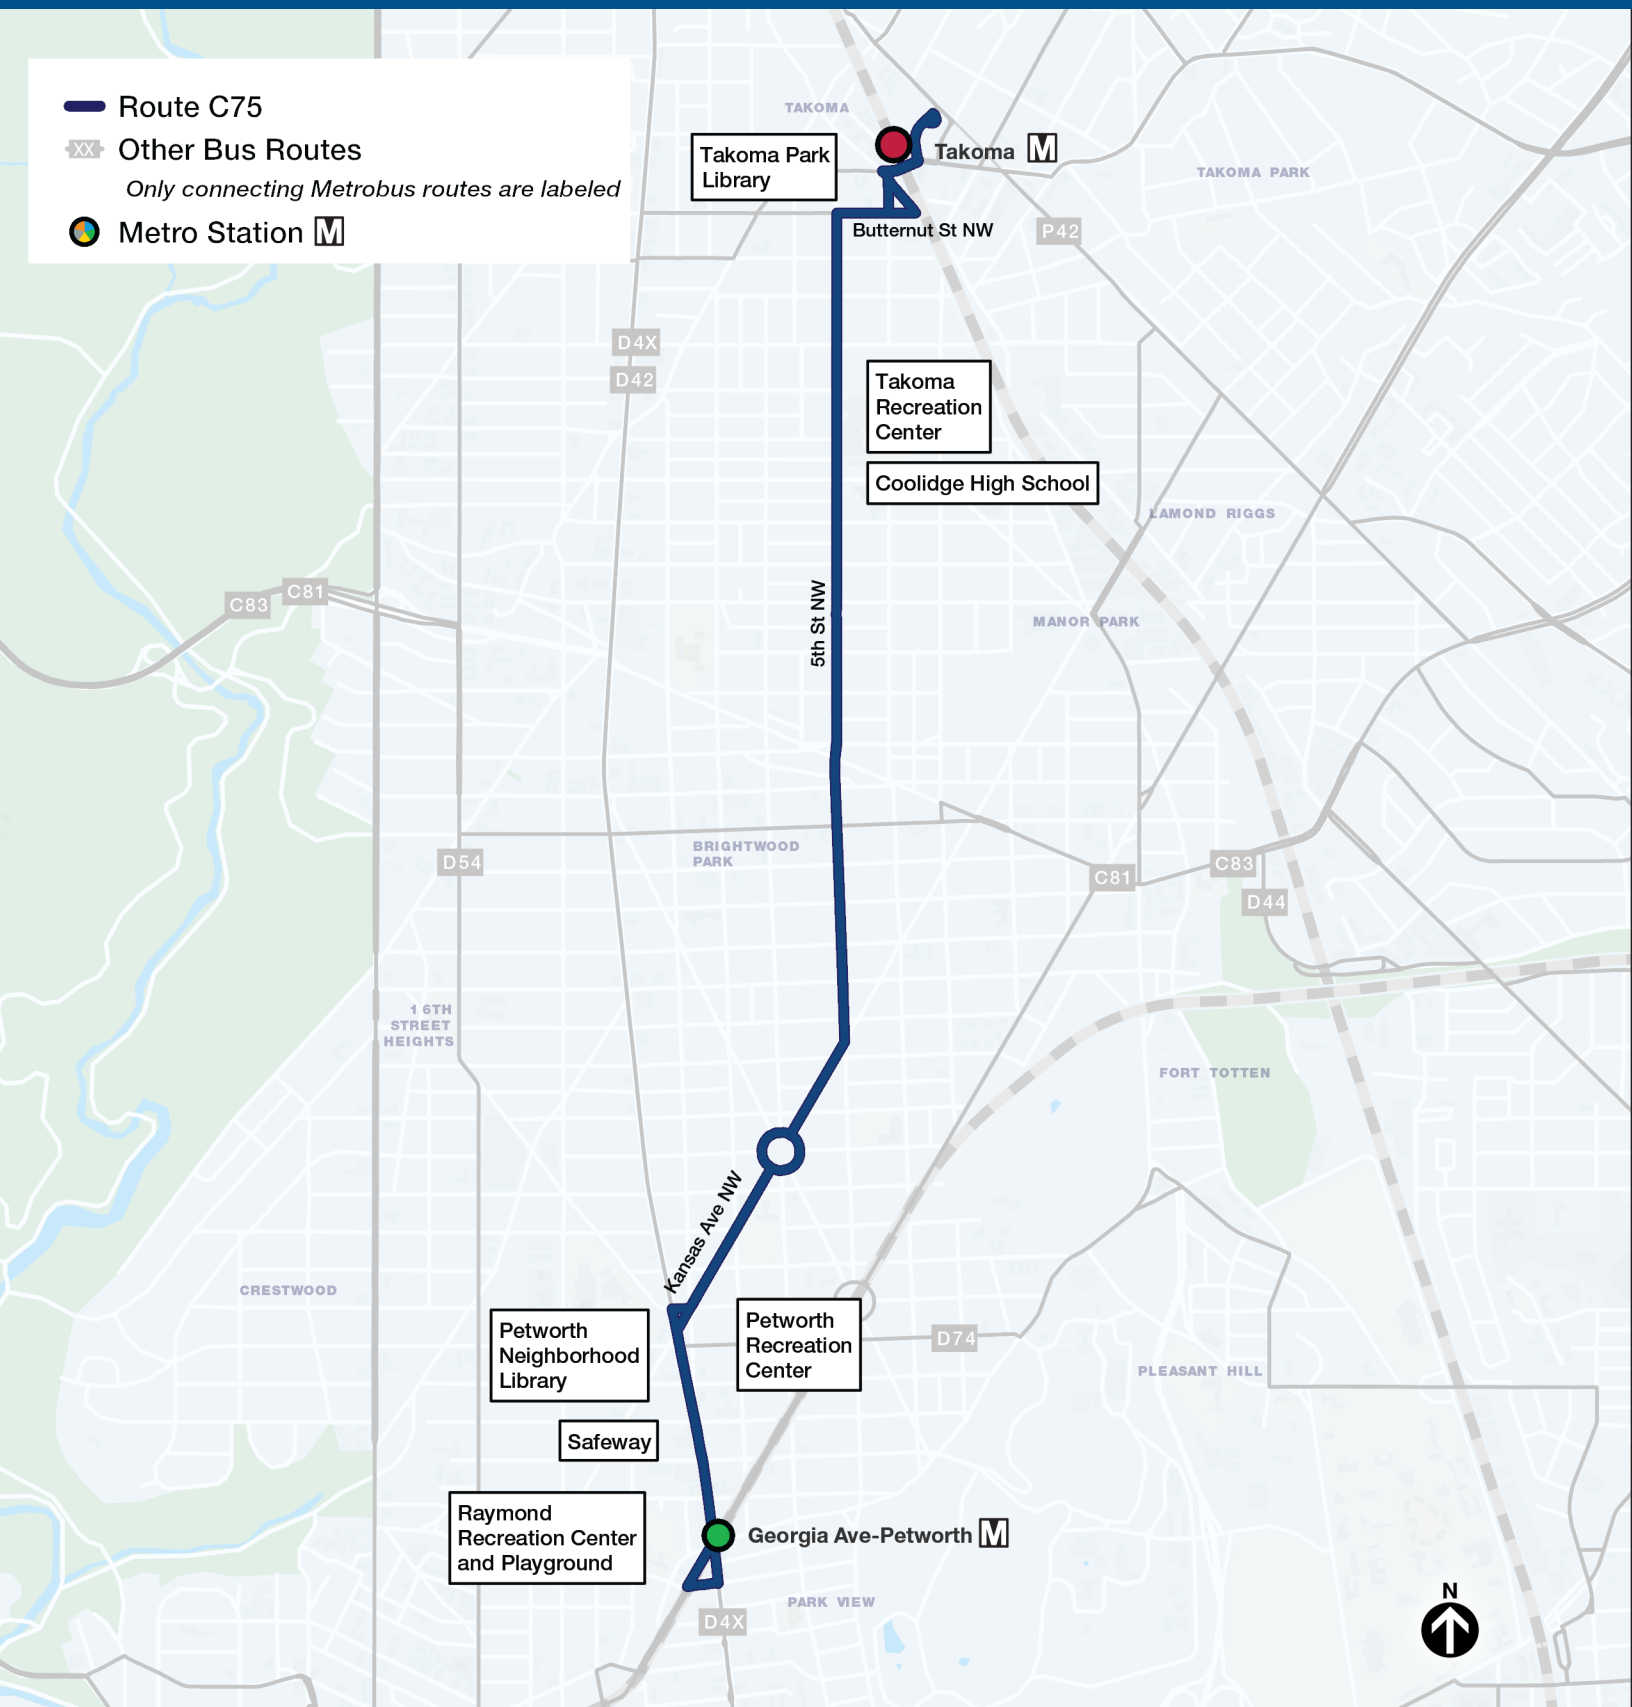 Route C75
XX
Other Bus Routes
Only connecting Metrobus routes are labeled
Metro Station M
TAKOMA
Takoma Park
Library
Takoma M
TAKOMA PARK
Butternut St NW
P42
D4X
D42
Takoma
Recreation
Center
Coolidge High School
LAMOND RIGGS
C83
C81
5th St NW
MANOR PARK
BRIGHTWOOD
PARK
D54
C81
C83
D44
16TH
STREET
HEIGHTS
FORT TOTTEN
Kansas Ave NW
CRESTWOOD
Petworth
Neighborhood
Library
Petworth
Recreation
Center
D74
PLEASANT HILL
Safeway
Raymond
Recreation Center
and Playground
Georgia Ave-Petworth M
PARK VIEW
D4X
N